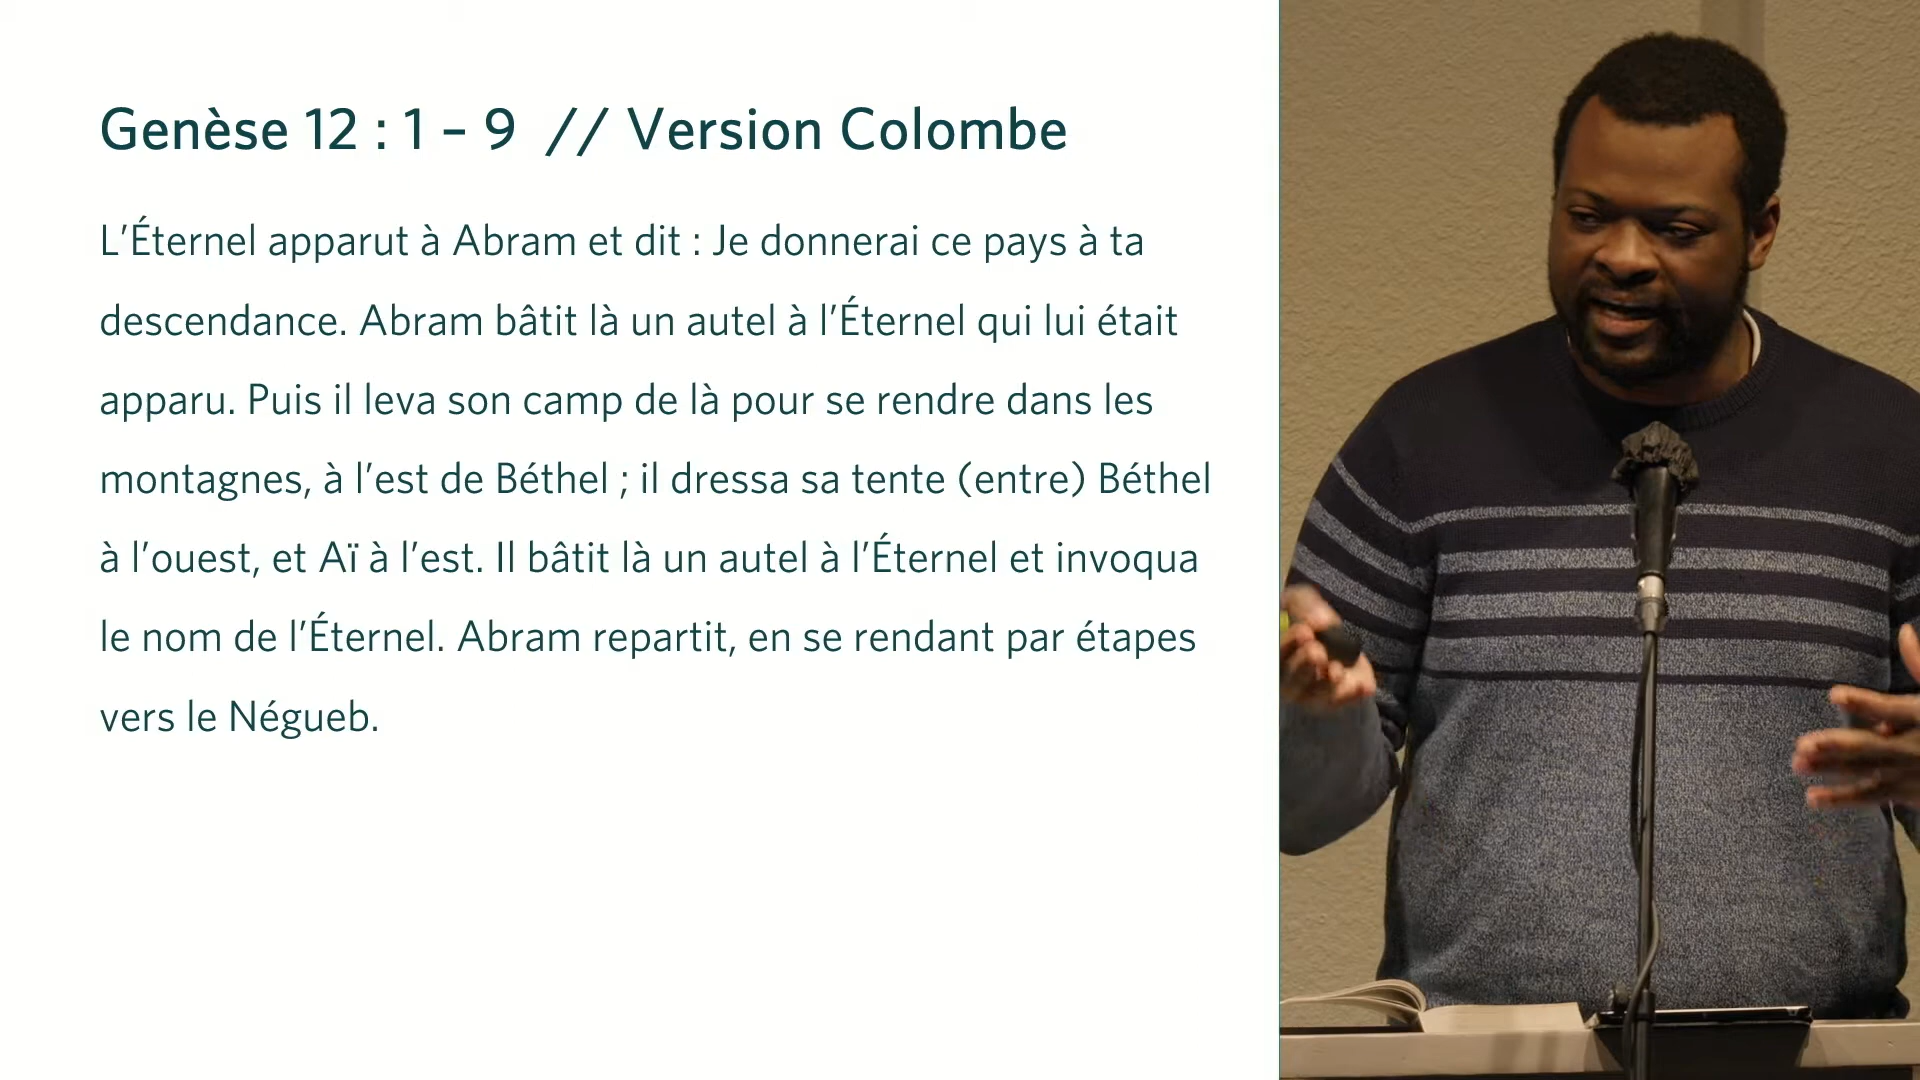 Genèse 12 : 1 – 9 // Version Colombe
L’Éternel apparut à Abram et dit : Je donnerai ce pays à ta
descendance. Abram bâtit là un autel à l’Éternel qui lui était
apparu. Puis il leva son camp de là pour se rendre dans les
montagnes, à l’est de Béthel ; il dressa sa tente (entre) Béthel
à l’ouest, et Aï à l’est. Il bâtit là un autel à l’Éternel et invoqua
le nom de l’Éternel. Abram repartit, en se rendant par étapes
vers le Négueb.